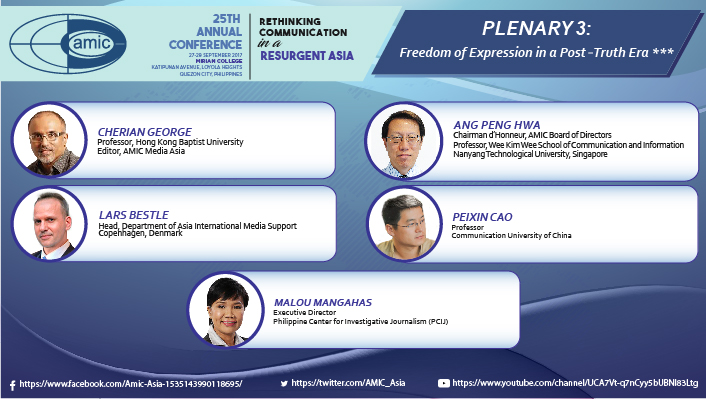 amic
25TH
ANNUAL
CONFERENCE
27-29 SEPTEMBER 2017
MIRIAN COLLEGE
KATIPUNAN AVENUE, LOYOLA HEIGHTS
QUEZON CITY, PHILIPPINES
RETHINKING
COMMUNICATION
in a
RESURGENT ASIA
PLENARY 3:
Freedom of Expression in a Post -Truth Era ***
CHERIAN GEORGE
Professor, Hong Kong Baptist University
Editor, AMIC Media Asia
ANG PENG HWA
Chairman d'Honneur, AMIC Board of Directors
Professor, Wee Kim Wee School of Communication and Information
Nanyang Technological University, Singapore
LARS BESTLE
Head, Department of Asia International Media Support
Copenhagen, Denmark
PEIXIN CAO
Professor
Communication University of China
MALOU MANGAHAS
Executive Director
Philippine Center for Investigative Journalism (PCIJ)
https://www.facebook.com/Amic-Asia-1535143990118695/
https://twitter.com/AMIC_Asia
https://www.youtube.com/channel/UCA7Vt-q7nCyy5bUBNI83Ltg